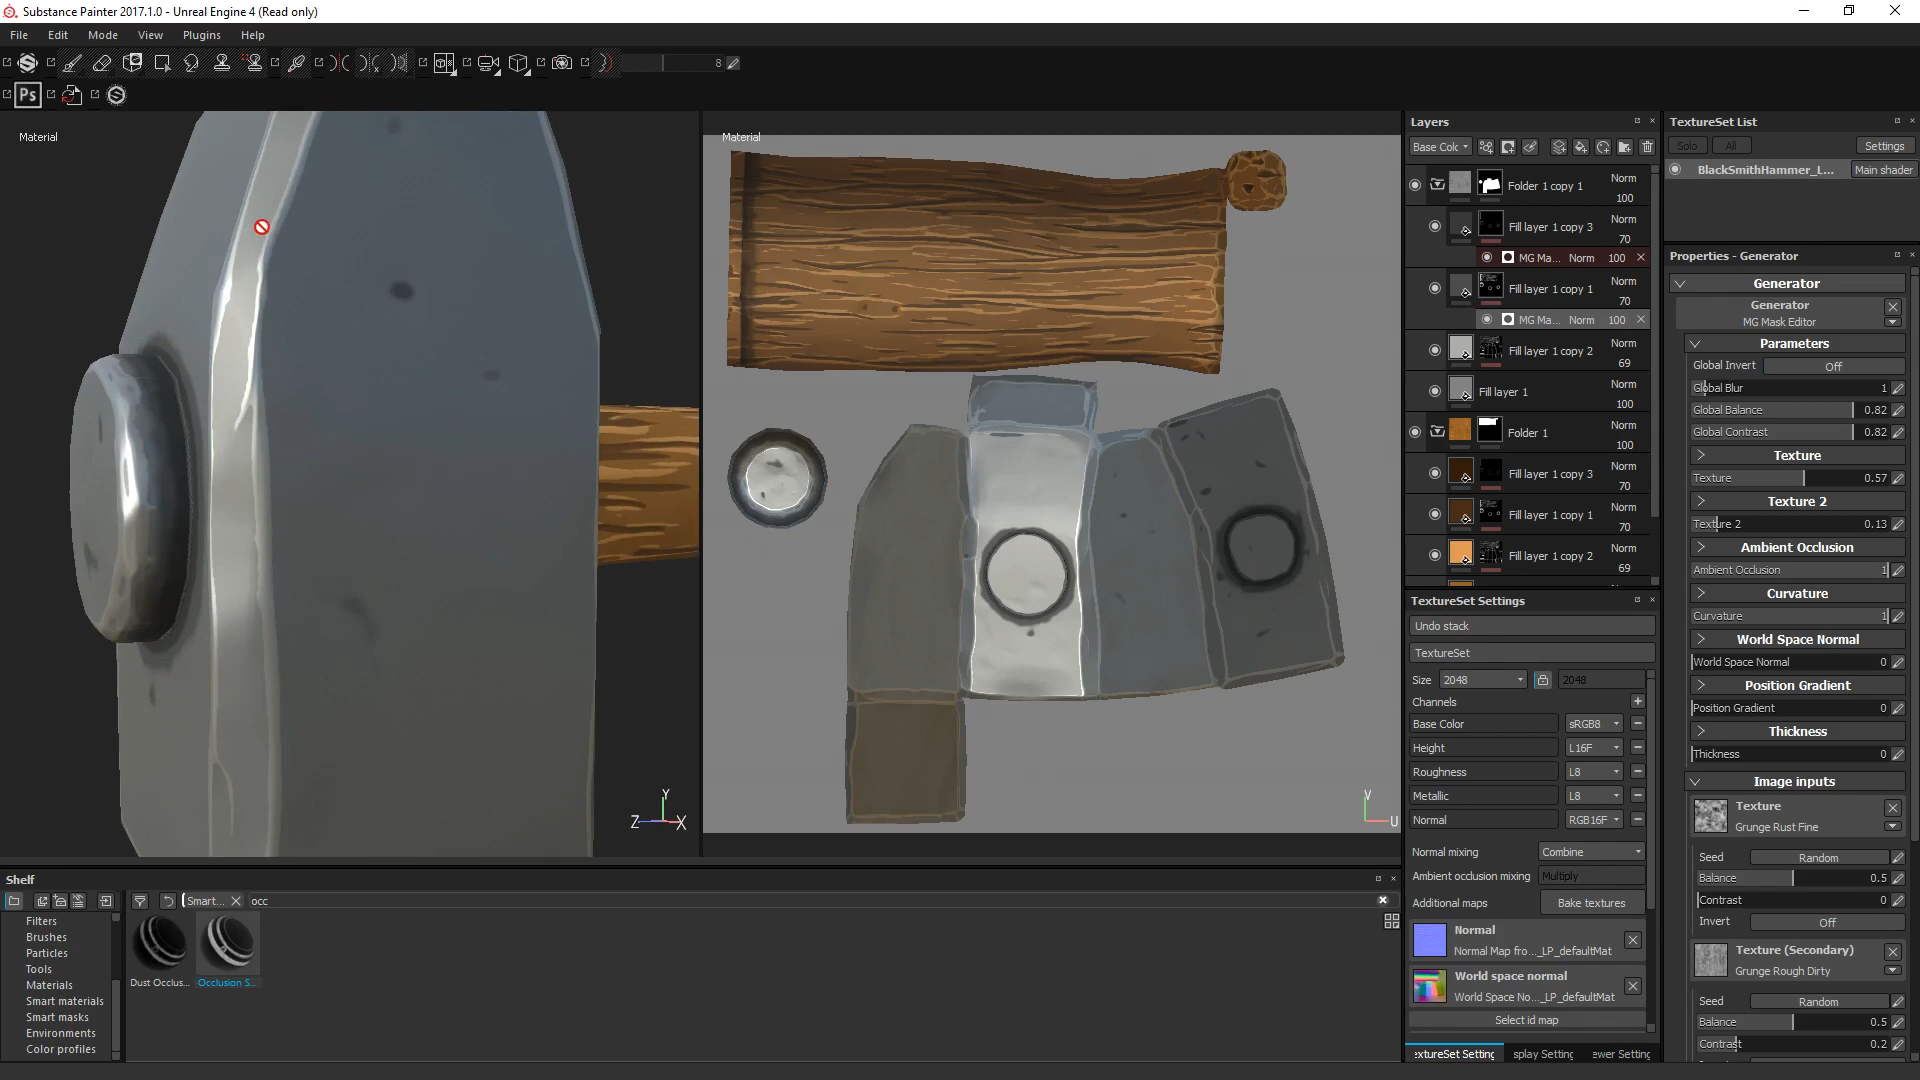 Substance Painter 2017.1.0 - Unreal Engine 4 (Read only)
File Edit Mode View Plugins Help
8
Ps
Material
Material
Layers
Base Colc
Folder 1 copy 1 Norm 100
Fill layer 1 copy 3 Norm 70
MG Ma... Norm 100
Fill layer 1 copy 1 Norm 70
MG Ma... Norm 100
Fill layer 1 copy 2 Norm 69
Fill layer 1 Norm 100
Folder 1 Norm 100
Fill layer 1 copy 3 Norm 70
Fill layer 1 copy 1 Norm 70
Fill layer 1 copy 2 Norm 69
TextureSet Settings
Undo stack
TextureSet
Size 2048 2048
Channels
Base Color sRGB8
Height L16F
Roughness L8
Metallic L8
Normal RGB16F
Normal mixing Combine
Ambient occlusion mixing Multiply
Additional maps Bake textures
Normal
Normal Map fro..._LP_defaultMat
World space normal
World Space No..._LP_defaultMat
Select id map
extureSet Setting splay Setting ewer Setting
TextureSet List
Solo All Settings
BlackSmithHammer_L... Main shader
Properties - Generator
Generator
Generator
MG Mask Editor
Parameters
Global Invert Off
Global Blur 1
Global Balance 0.82
Global Contrast 0.82
Texture
Texture 0.57
Texture 2
Texture 2 0.13
Ambient Occlusion
Ambient Occlusion 1
Curvature
Curvature 1
World Space Normal
World Space Normal 0
Position Gradient
Position Gradient 0
Thickness
Thickness 0
Image inputs
Texture
Grunge Rust Fine
Seed Random
Balance 0.5
Contrast 0
Invert Off
Texture (Secondary)
Grunge Rough Dirty
Seed Random
Balance 0.5
Contrast 0.2
Y
Z X
V
U
Shelf
Smart... occ
Filters
Brushes
Particles
Tools
Materials
Smart materials
Smart masks
Environments
Color profiles
Dust Occlus... Occlusion S...